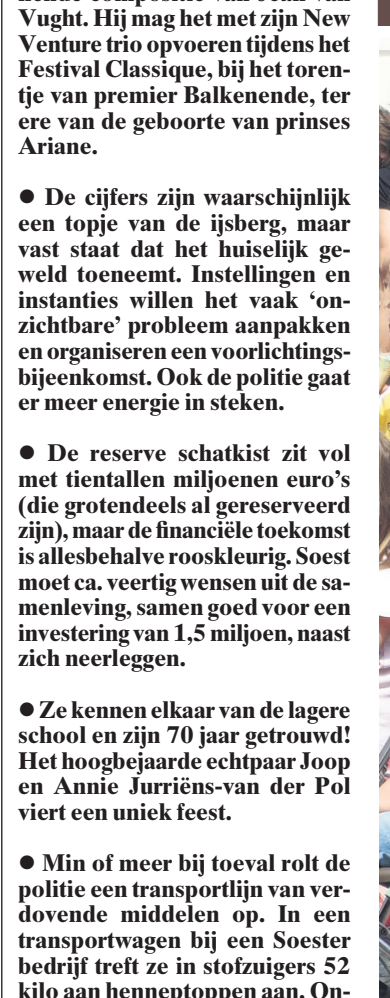 Vught. Hij mag het met zijn New
Venture trio opvoeren tijdens het
Festival Classique, bij het toren-
tje van premier Balkenende, ter
ere van de geboorte van prinses
Ariane.
● De cijfers zijn waarschijnlijk
een topje van de ijsberg, maar
vast staat dat het huiselijk ge-
weld toeneemt. Instellingen en
instanties willen het vaak ‘on-
zichtbare’ probleem aanpakken
en organiseren een voorlichtings-
bijeenkomst. Ook de politie gaat
er meer energie in steken.
● De reserve schatkist zit vol
met tientallen miljoenen euro’s
(die grotendeels al gereserveerd
zijn), maar de financiële toekomst
is allesbehalve rooskleurig. Soest
moet ca. veertig wensen uit de sa-
menleving, samen goed voor een
investering van 1,5 miljoen, naast
zich neerleggen.
● Ze kennen elkaar van de lagere
school en zijn 70 jaar getrouwd!
Het hoogbejaarde echtpaar Joop
en Annie Jurriëns-van der Pol
viert een uniek feest.
● Min of meer bij toeval rolt de
politie een transportlijn van ver-
dovende middelen op. In een
transportwagen bij een Soester
bedrijf treft ze in stofzuigers 52
kilo aan henneptoppen aan. On-